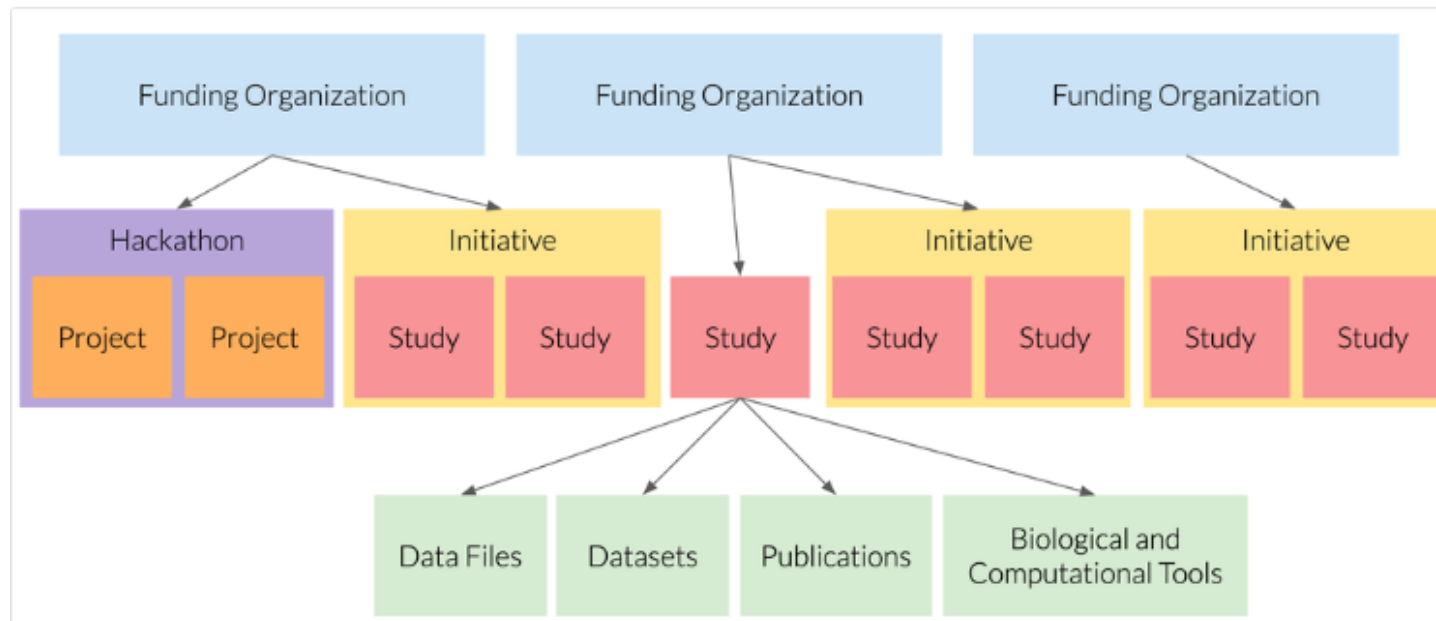 Funding Organization
Funding Organization
Funding Organization
Hackathon
Initiative
Initiative
Initiative
Project
Project
Study
Study
Study
Study
Study
Study
Study
Data Files
Datasets
Publications
Biological and
Computational Tools